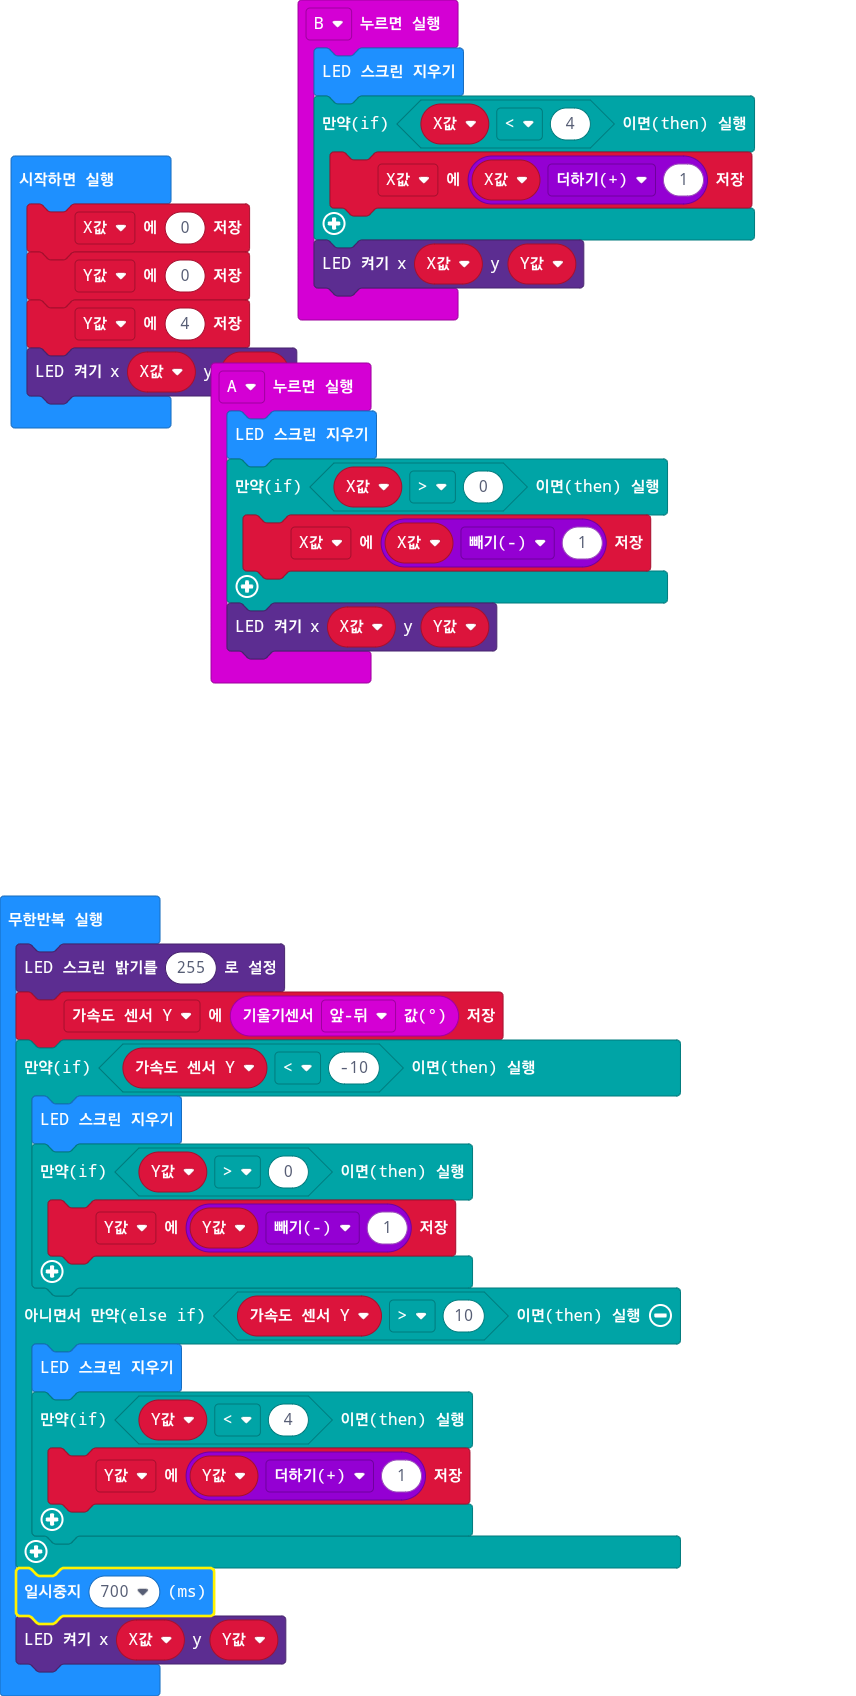 B 누르면 실행
LED 스크린 지우기
만약(if) X값 < 4 이면(then) 실행
X값 에 X값 더하기(+) 1 저장
LED 켜기 x X값 y Y값
시작하면 실행
X값 에 0 저장
Y값 에 0 저장
Y값 에 4 저장
LED 켜기 x X값 y
A 누르면 실행
LED 스크린 지우기
만약(if) X값 > 0 이면(then) 실행
X값 에 X값 빼기(-) 1 저장
LED 켜기 x X값 y Y값
무한반복 실행
LED 스크린 밝기를 255 로 설정
가속도 센서 Y 에 기울기센서 앞-뒤 값(°) 저장
만약(if) 가속도 센서 Y < -10 이면(then) 실행
LED 스크린 지우기
만약(if) Y값 > 0 이면(then) 실행
Y값 에 Y값 빼기(-) 1 저장
아니면서 만약(else if) 가속도 센서 Y > 10 이면(then) 실행
LED 스크린 지우기
만약(if) Y값 < 4 이면(then) 실행
Y값 에 Y값 더하기(+) 1 저장
일시중지 700 (ms)
LED 켜기 x X값 y Y값